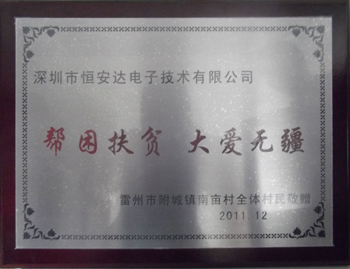 深圳市恒安达电子技术有限公司
帮困扶贫 大爱无疆
雷州市附城镇南亩村全体村民敬赠
2011.12